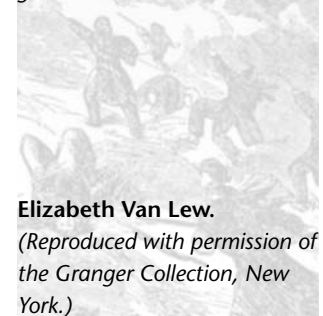 Elizabeth Van Lew.
(Reproduced with permission of
the Granger Collection, New
York.)